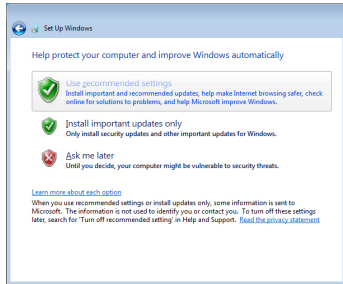 Set Up Windows
Help protect your computer and improve Windows automatically
Use recommended settings
Install important and recommended updates, help make Internet browsing safer, check
online for solutions to problems, and help Microsoft improve Windows.
Install important updates only
Only install security updates and other important updates for Windows.
Ask me later
Until you decide, your computer might be vulnerable to security threats.
Learn more about each option
When you use recommended settings or install updates only, some information is sent to
Microsoft. The information is not used to identify you or contact you. To turn off these settings
later, search for 'Turn off recommended setting' in Help and Support. Read the privacy statement